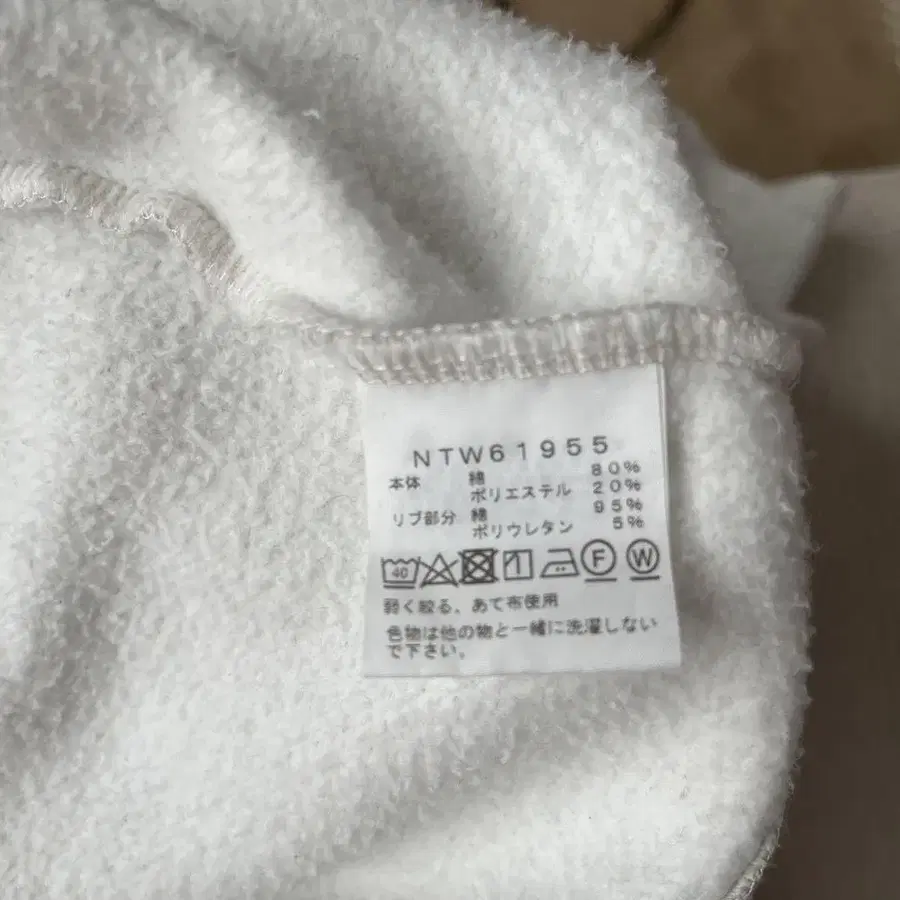 NTW61955
本体 綿 80%
ポリエステル 20%
リブ部分 綿 95%
ポリウレタン 5%
40 F W
弱く絞る、あて布使用
色物は他の物と一緒に洗濯しない
で下さい。